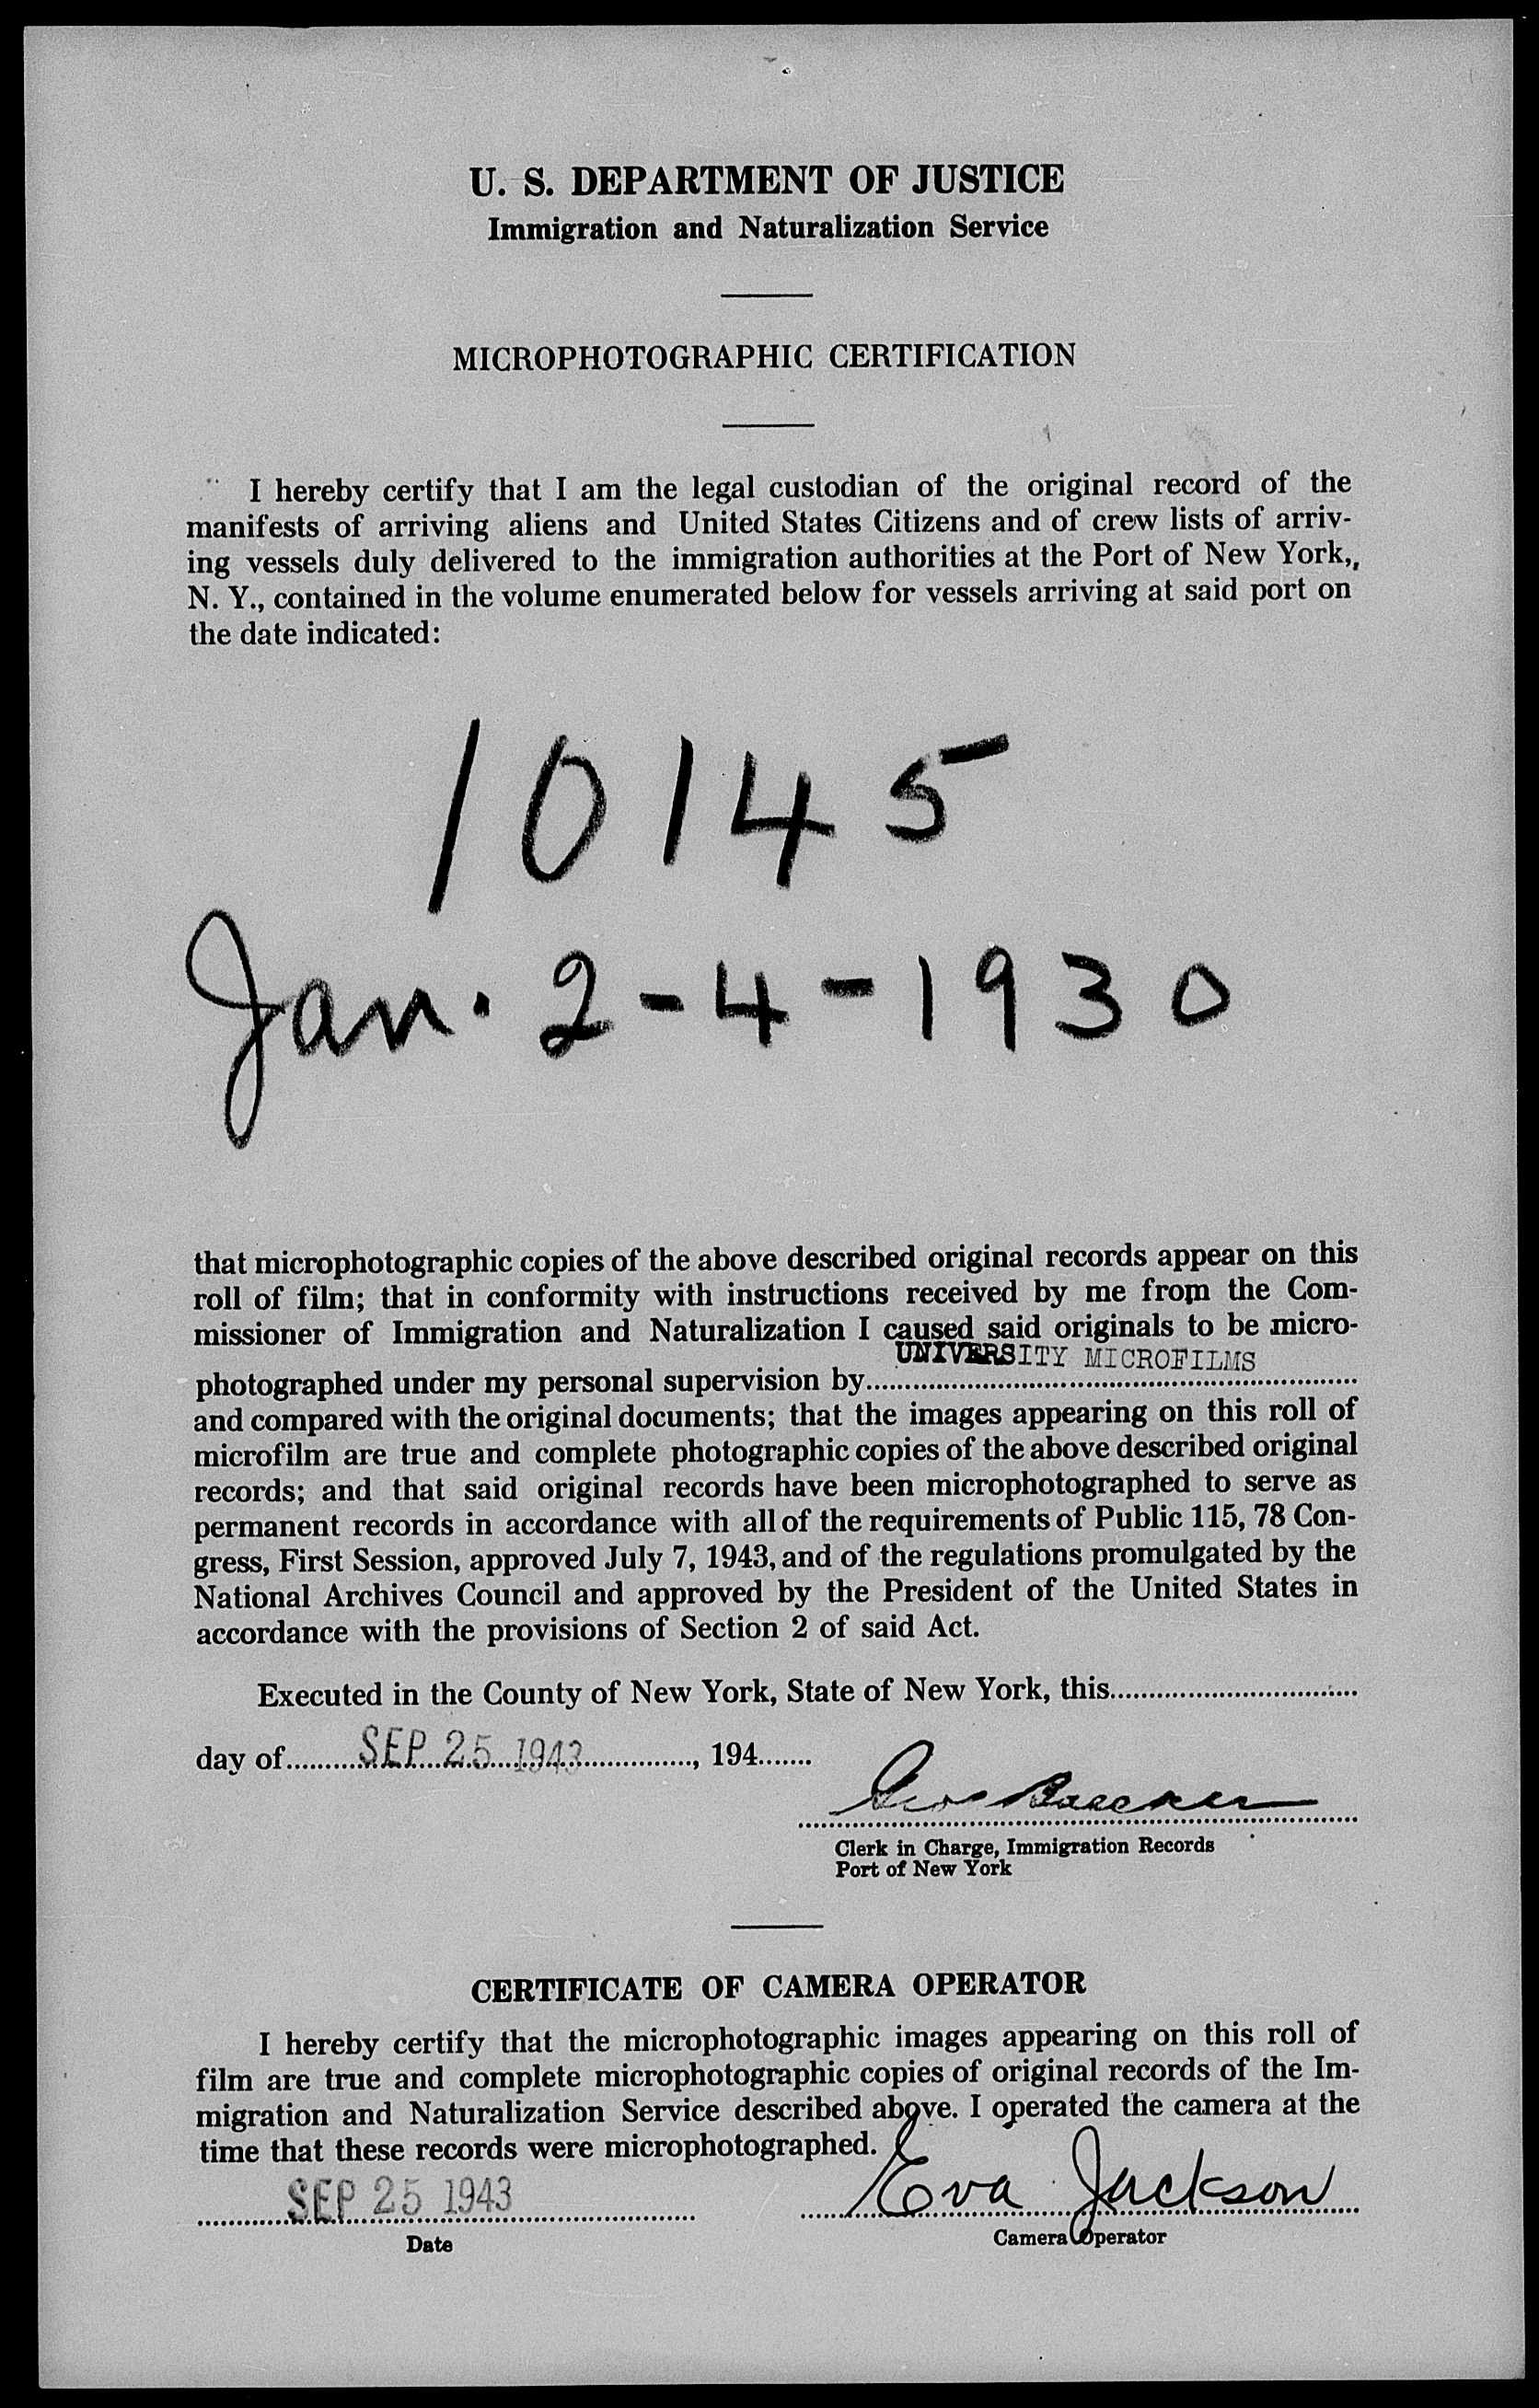 U. S. DEPARTMENT OF JUSTICE
Immigration and Naturalization Service
MICROPHOTOGRAPHIC CERTIFICATION
I hereby certify that I am the legal custodian of the original record of the
manifests of arriving aliens and United States Citizens and of crew lists of arriv-
ing vessels duly delivered to the immigration authorities at the Port of New York,,
N. Y., contained in the volume enumerated below for vessels arriving at said port on
the date indicated:
10145
Jan. 2-4-1930
that microphotographic copies of the above described original records appear on this
roll of film; that in conformity with instructions received by me from the Com-
missioner of Immigration and Naturalization I caused said originals to be micro-
UNIVERSITY MICROFILMS
photographed under my personal supervision by
and compared with the original documents; that the images appearing on this roll of
microfilm are true and complete photographic copies of the above described original
records; and that said original records have been microphotographed to serve as
permanent records in accordance with all of the requirements of Public 115, 78 Con-
gress, First Session, approved July 7, 1943, and of the regulations promulgated by the
National Archives Council and approved by the President of the United States in
accordance with the provisions of Section 2 of said Act.
Executed in the County of New York, State of New York, this
day of SEP 25 1943, 194
Geo Baecker
Clerk in Charge, Immigration Records
Port of New York
CERTIFICATE OF CAMERA OPERATOR
I hereby certify that the microphotographic images appearing on this roll of
film are true and complete microphotographic copies of original records of the Im-
migration and Naturalization Service described above. I operated the camera at the
time that these records were microphotographed.
SEP 25 1943 Eva Jackson
Date Camera Operator